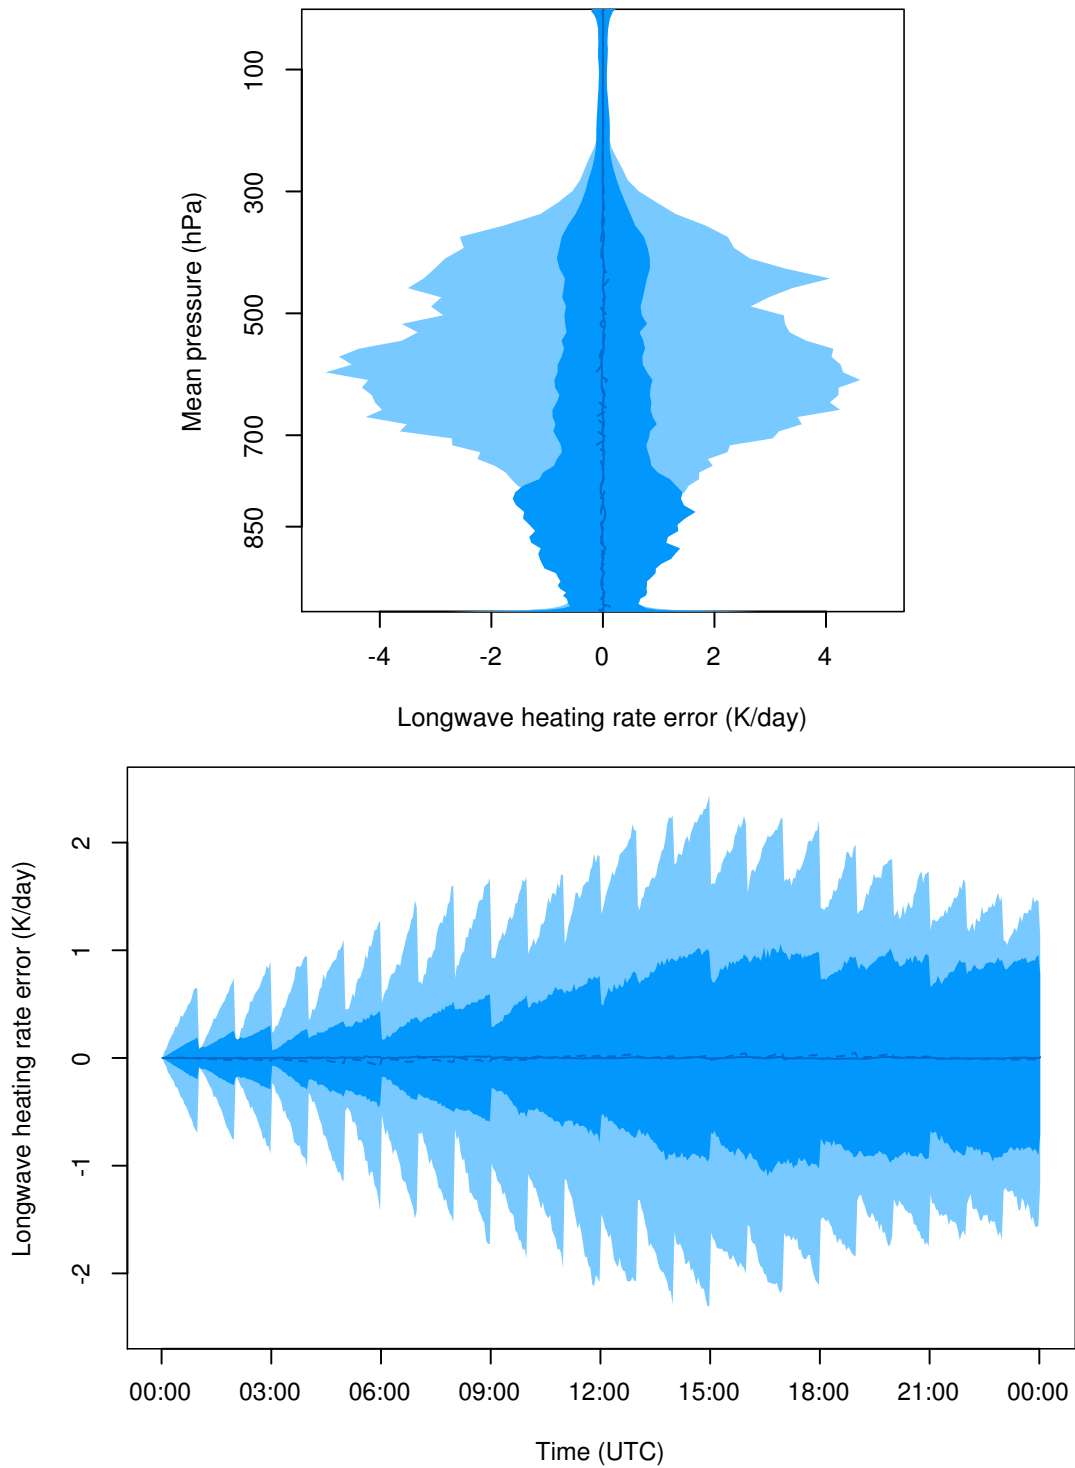 100
300
500
700
850
Mean pressure (hPa)
-4 -2 0 2 4
Longwave heating rate error (K/day)
2
1
0
-1
-2
Longwave heating rate error (K/day)
00:00 03:00 06:00 09:00 12:00 15:00 18:00 21:00 00:00
Time (UTC)